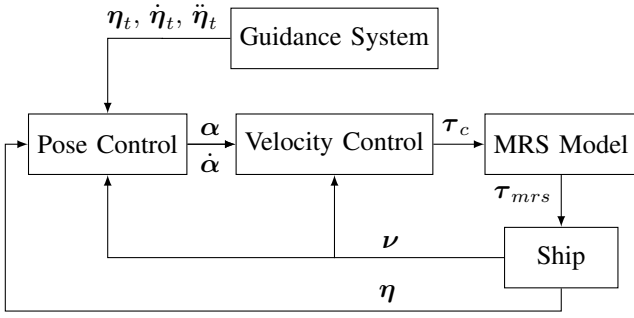 η_t, η̇_t, η̈_t
Guidance System
Pose Control
α
α̇
Velocity Control
τ_c
MRS Model
τ_mrs
ν
Ship
η